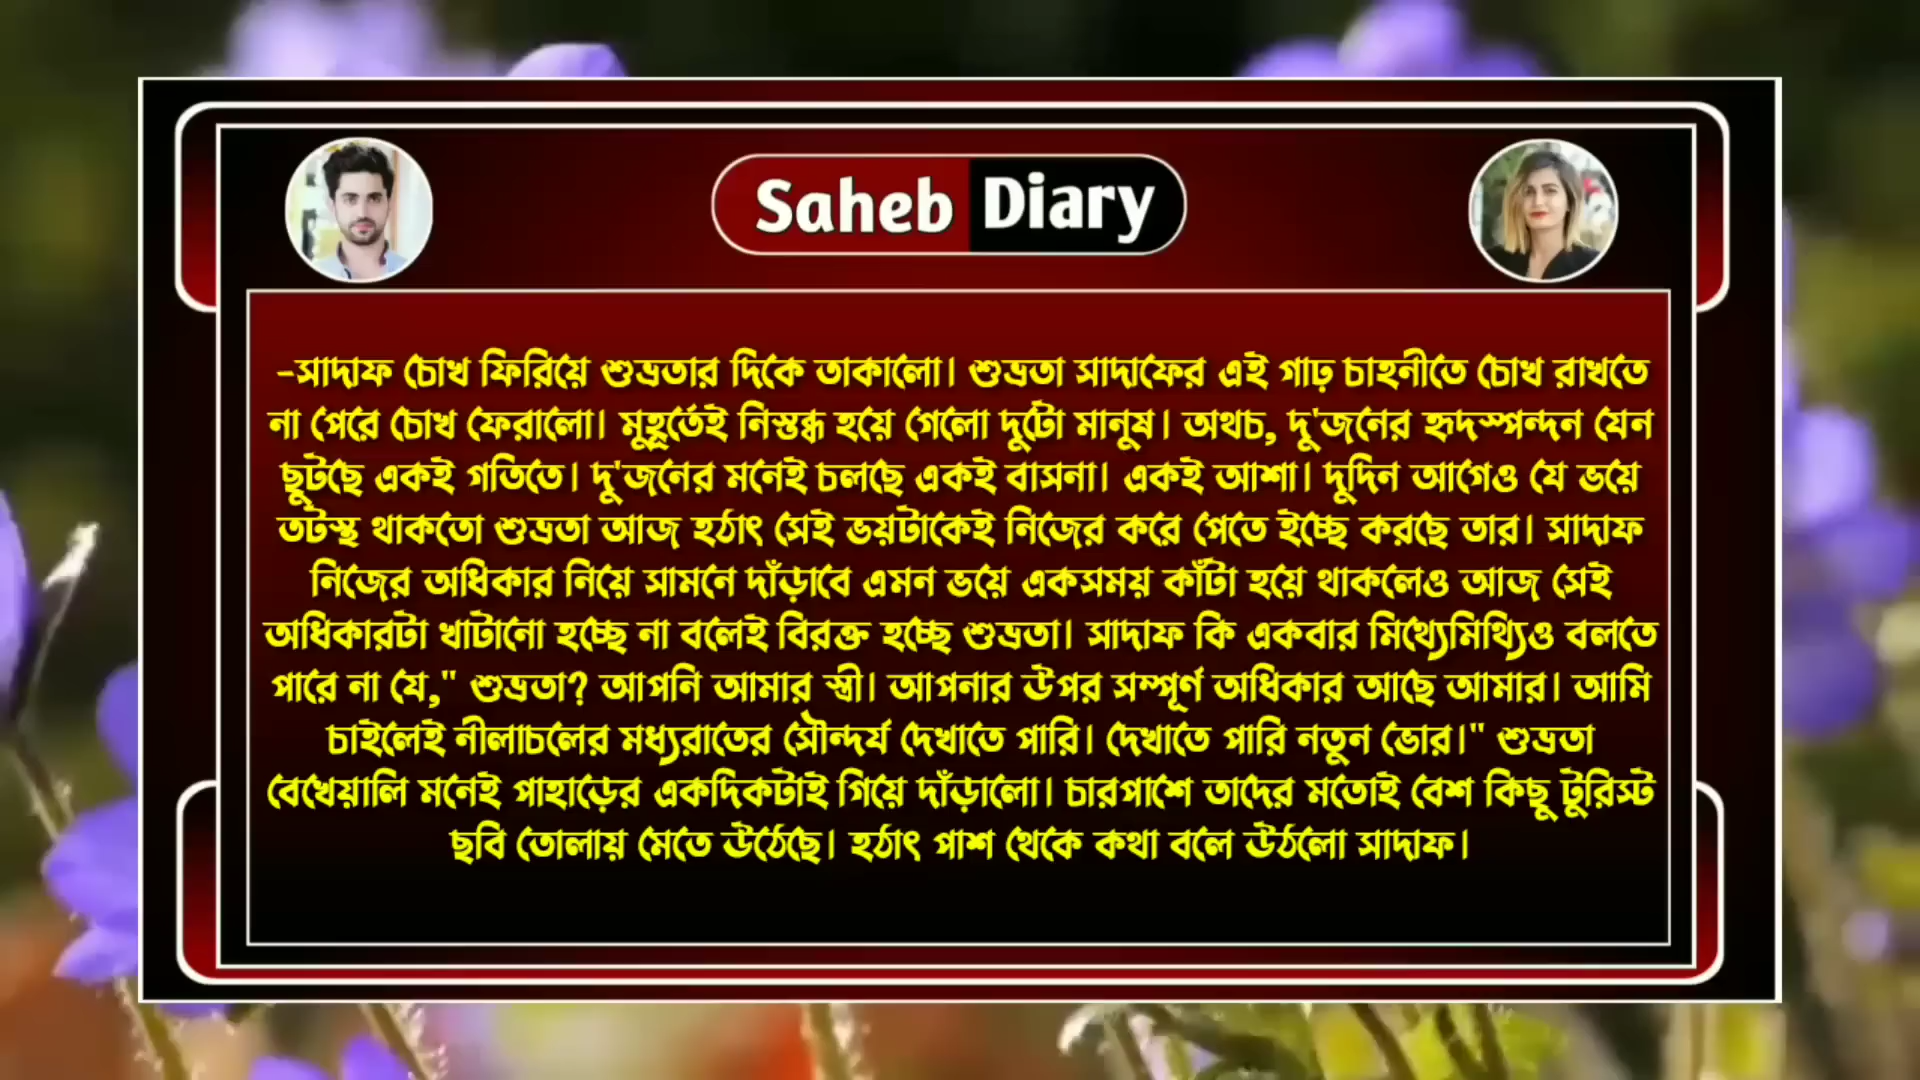 Saheb Diary
-সাদাফ চোখ ফিরিয়ে শুভ্রতার দিকে তাকালো। শুভ্রতা সাদাফের এই গাঢ় চাহনীতে চোখ রাখতে
না পেরে চোখ ফেরালো। মুহূর্তেই নিস্তব্ধ হয়ে গেলো দুটো মানুষ। অথচ, দু'জনের হৃদস্পন্দন যেন
ছুটছে একই গতিতে। দু'জনের মনেই চলছে একই বাসনা। একই আশা। দুদিন আগেও যে ভয়ে
তটস্থ থাকতো শুভ্রতা আজ হঠাৎ সেই ভয়টাকেই নিজের করে পেতে ইচ্ছে করছে তার। সাদাফ
নিজের অধিকার নিয়ে সামনে দাঁড়াবে এমন ভয়ে একসময় কাঁটা হয়ে থাকলেও আজ সেই
অধিকারটা খাটানো হচ্ছে না বলেই বিরক্ত হচ্ছে শুভ্রতা। সাদাফ কি একবার মিথ্যেমিথ্যিও বলতে
পারে না যে," শুভ্রতা? আপনি আমার স্ত্রী। আপনার উপর সম্পূর্ণ অধিকার আছে আমার। আমি
চাইলেই নীলাচলের মধ্যরাতের সৌন্দর্য দেখাতে পারি। দেখাতে পারি নতুন ভোর।" শুভ্রতা
বেখেয়ালি মনেই পাহাড়ের একদিকটাই গিয়ে দাঁড়ালো। চারপাশে তাদের মতোই বেশ কিছু টুরিস্ট
ছবি তোলায় মেতে উঠেছে। হঠাৎ পাশ থেকে কথা বলে উঠলো সাদাফ।